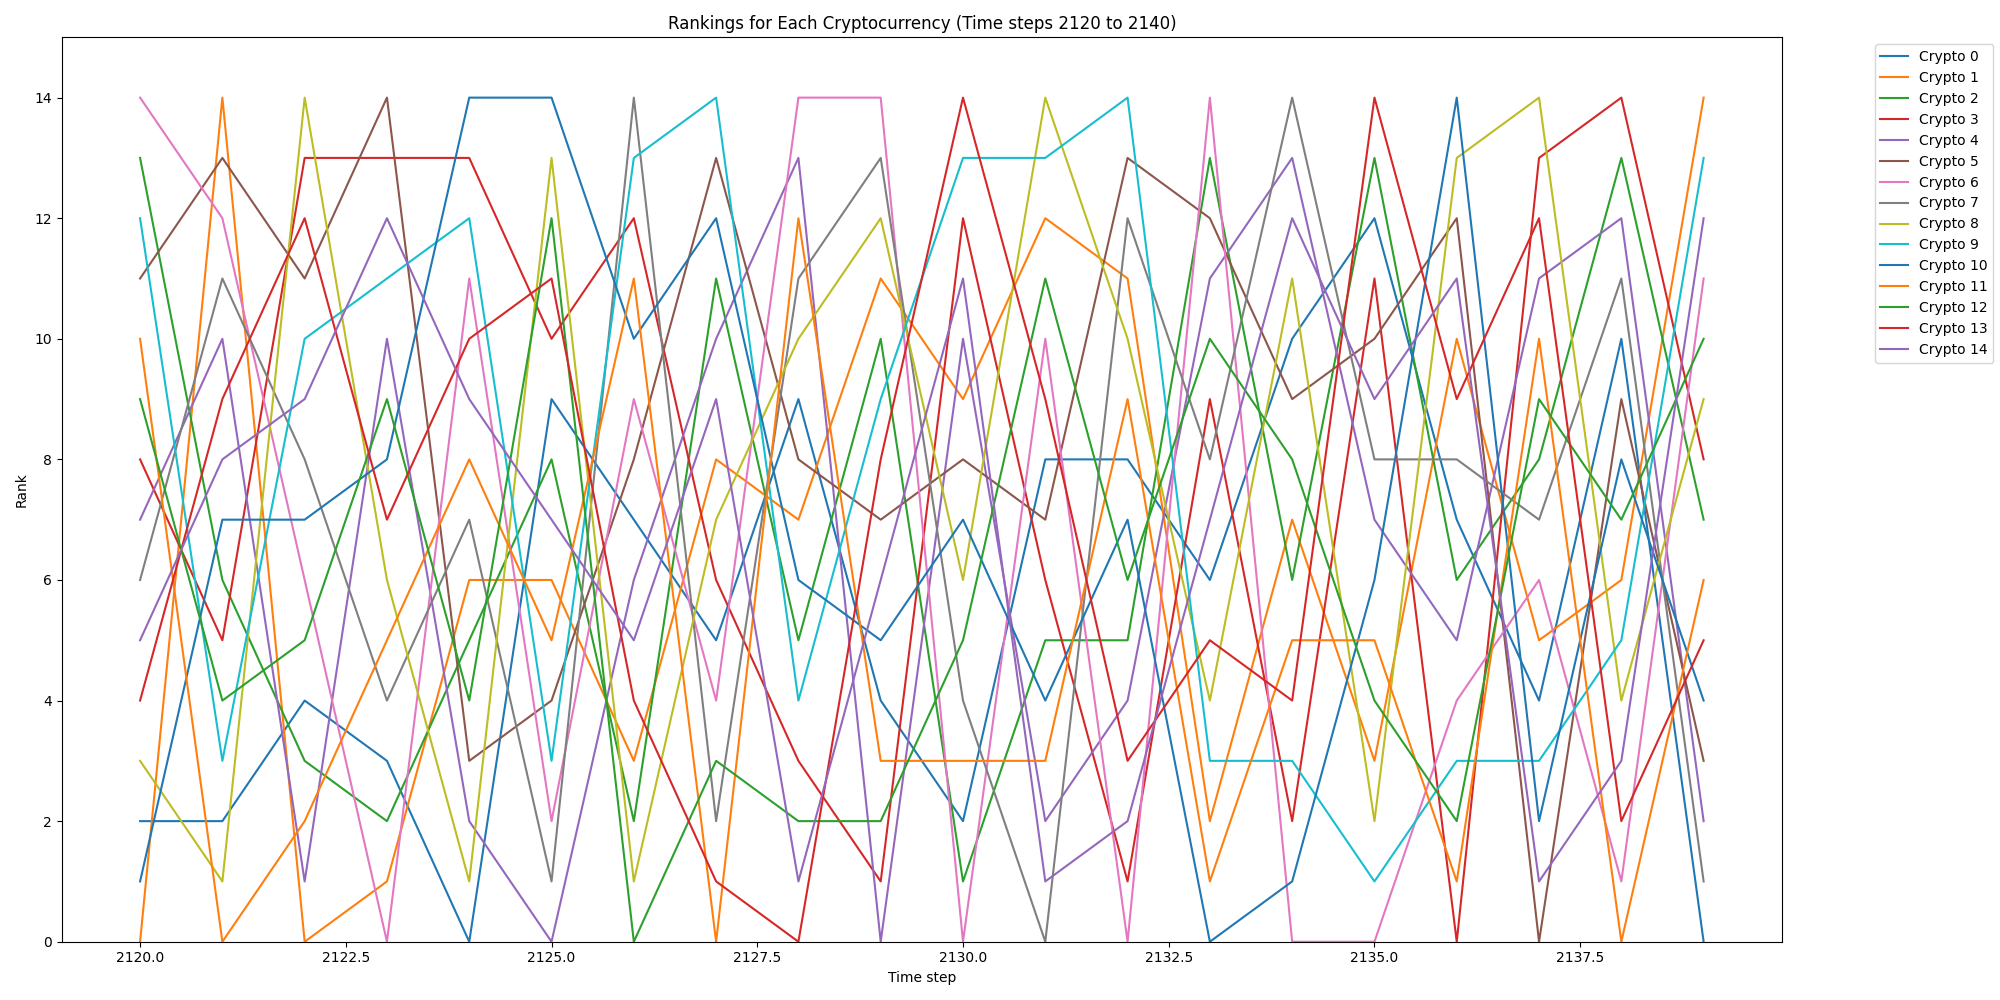 Rankings for Each Cryptocurrency (Time steps 2120 to 2140)
Rank
14
12
10
8
6
4
2
0
2120.0 2122.5 2125.0 2127.5 2130.0 2132.5 2135.0 2137.5
Time step
Crypto 0
Crypto 1
Crypto 2
Crypto 3
Crypto 4
Crypto 5
Crypto 6
Crypto 7
Crypto 8
Crypto 9
Crypto 10
Crypto 11
Crypto 12
Crypto 13
Crypto 14